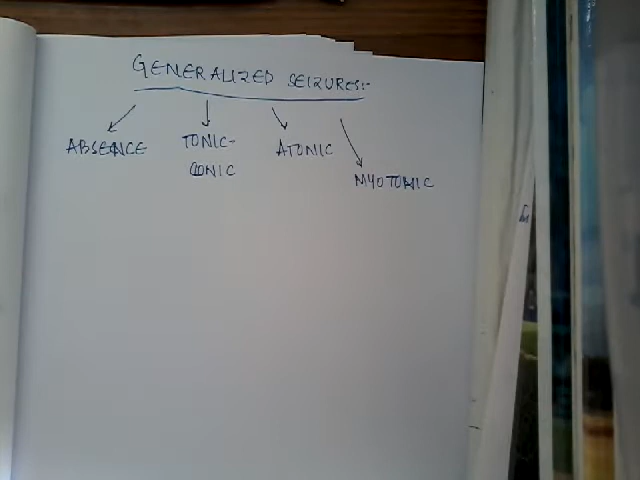 GENERALIZED SEIZURES:-
ABSENCE
TONIC-
CLONIC
ATONIC
MYOTONIC